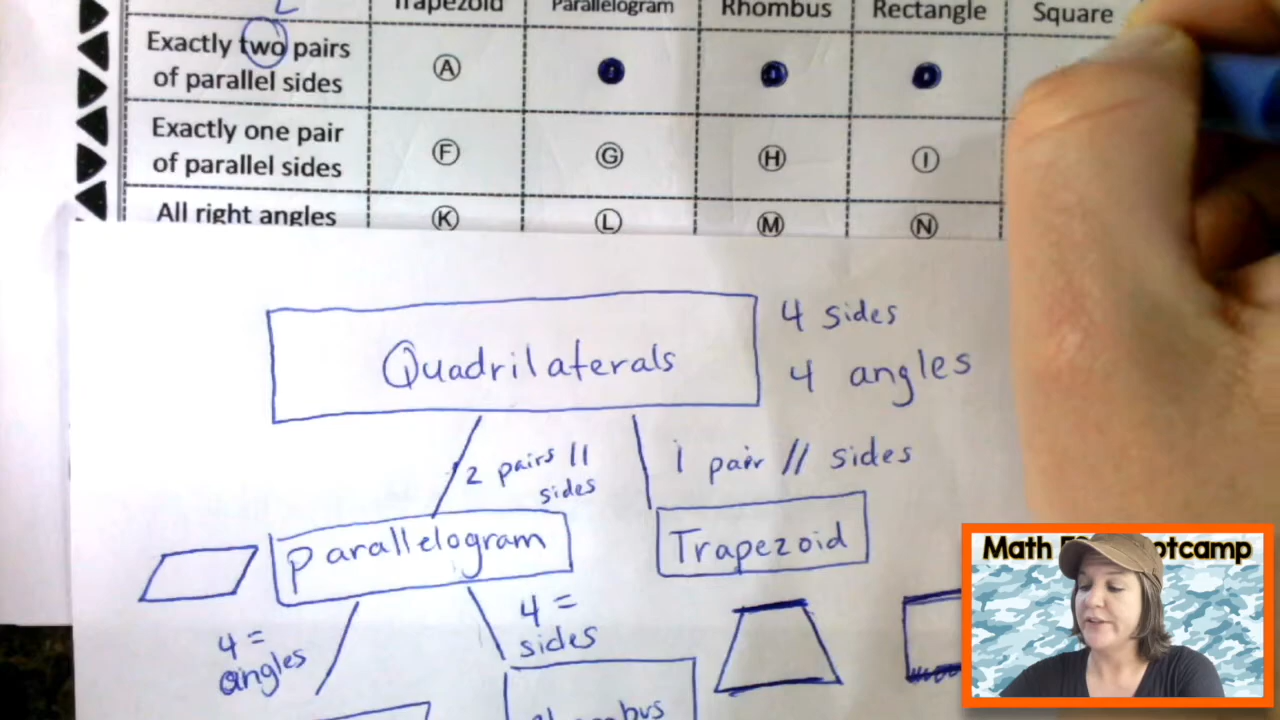 Trapezoid Parallelogram Rhombus Rectangle Square
Exactly two pairs
of parallel sides
A
Exactly one pair
of parallel sides
F G H I
All right angles
K L M N
Quadrilaterals
4 sides
4 angles
2 pairs //
sides
1 pair // sides
parallelogram
Trapezoid
4 =
angles
4 =
sides
Math
otcamp